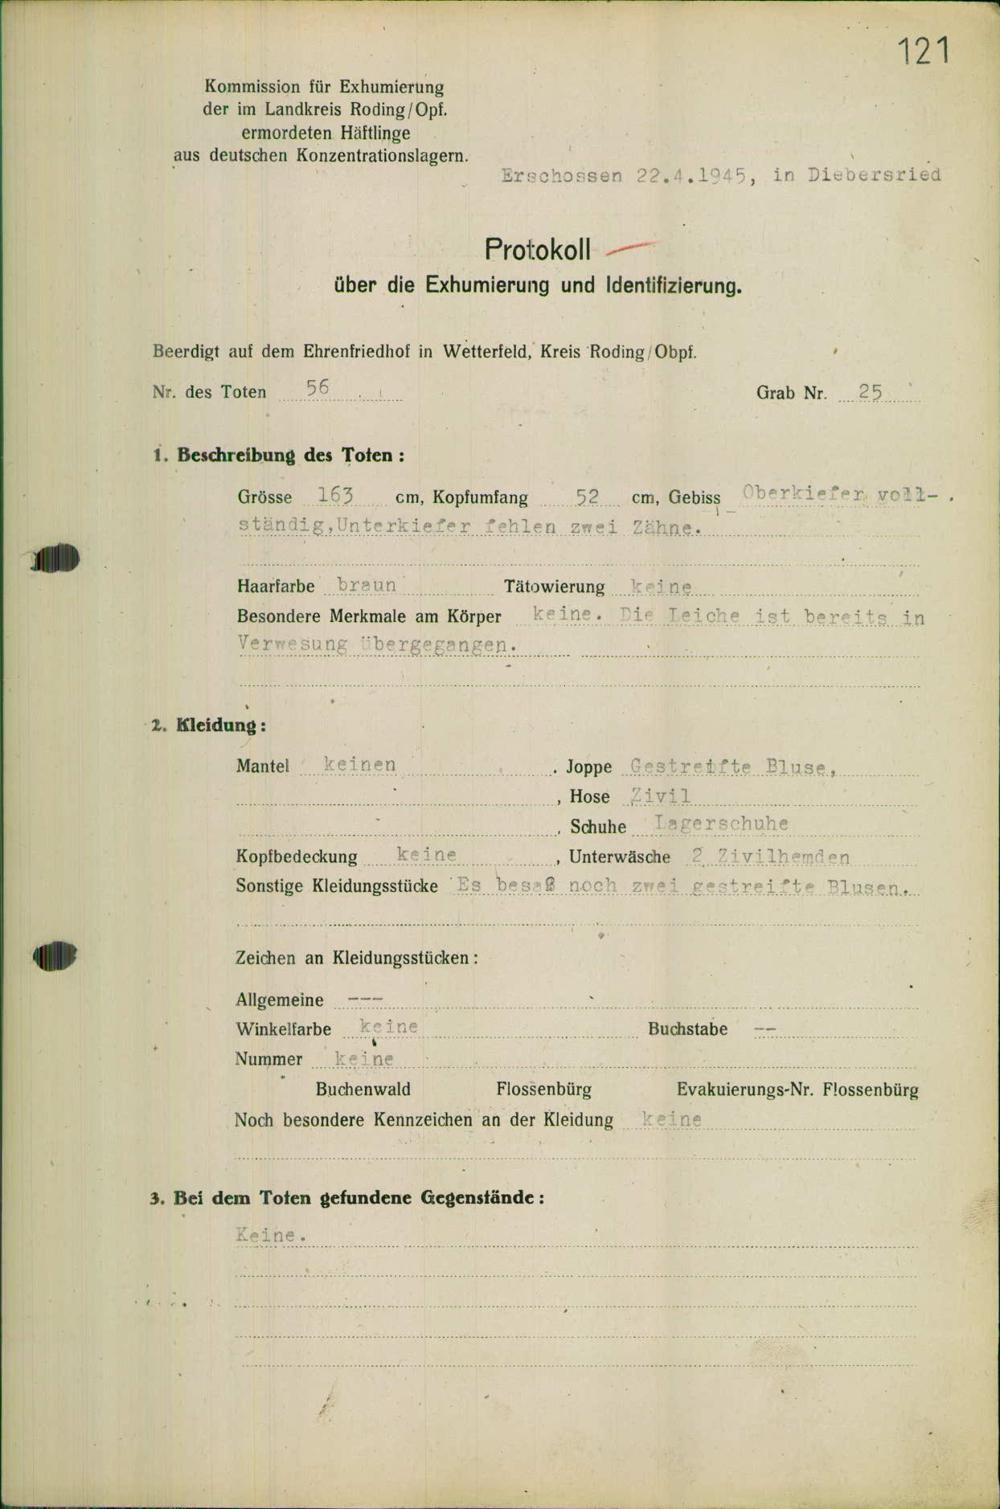 121
Kommission für Exhumierung
der im Landkreis Roding/Opf.
ermordeten Häftlinge
aus deutschen Konzentrationslagern.
Erschossen 22.4.1945, in Diebersried
Protokoll
über die Exhumierung und Identifizierung.
Beerdigt auf dem Ehrenfriedhof in Wetterfeld, Kreis Roding/Obpf.
Nr. des Toten 56 Grab Nr. 25
1. Beschreibung des Toten :
Grösse 163 cm, Kopfumfang 52 cm, Gebiss Oberkiefer voll-
ständig, Unterkiefer fehlen zwei Zähne.
Haarfarbe braun Tätowierung keine
Besondere Merkmale am Körper keine. Die Leiche ist bereits in
Verwesung übergegangen.
2. Kleidung :
Mantel keinen . Joppe Gestreifte Bluse,
, Hose Zivil
, Schuhe Lagerschuhe
Kopfbedeckung keine , Unterwäsche 2 Zivilhemden
Sonstige Kleidungsstücke Es besaß noch zwei gestreifte Blusen.
Zeichen an Kleidungsstücken :
Allgemeine ---
Winkelfarbe keine Buchstabe --
Nummer keine
Buchenwald Flossenbürg Evakuierungs-Nr. Flossenbürg
Noch besondere Kennzeichen an der Kleidung keine
3. Bei dem Toten gefundene Gegenstände :
Keine.